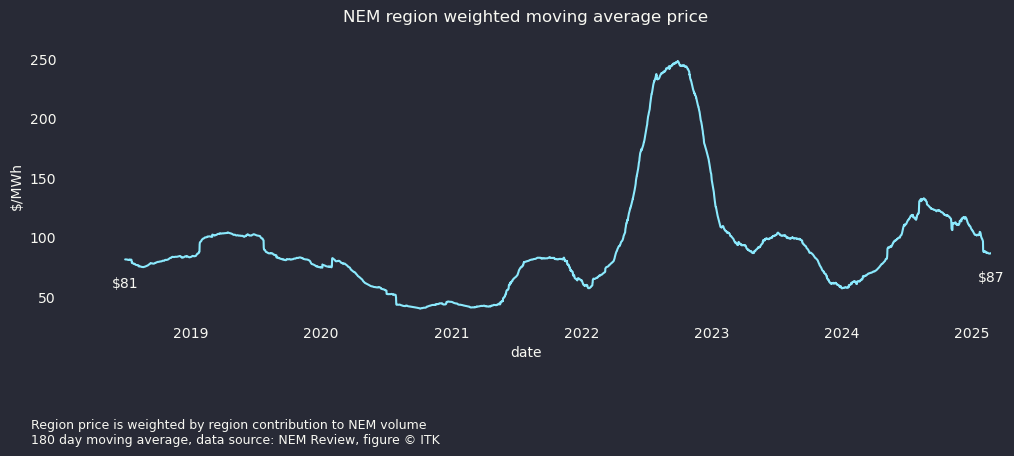 NEM region weighted moving average price
$/MWh
250
200
150
100
50
$81
$87
2019 2020 2021 2022 2023 2024 2025
date
Region price is weighted by region contribution to NEM volume
180 day moving average, data source: NEM Review, figure © ITK